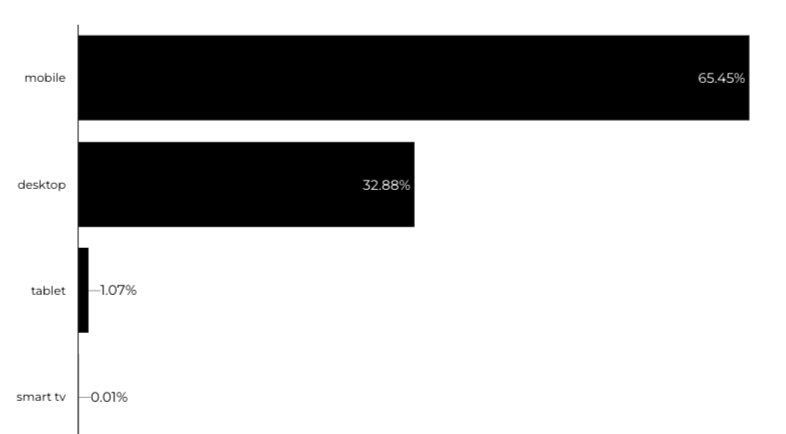 mobile 65.45%
desktop 32.88%
tablet 1.07%
smart tv 0.01%